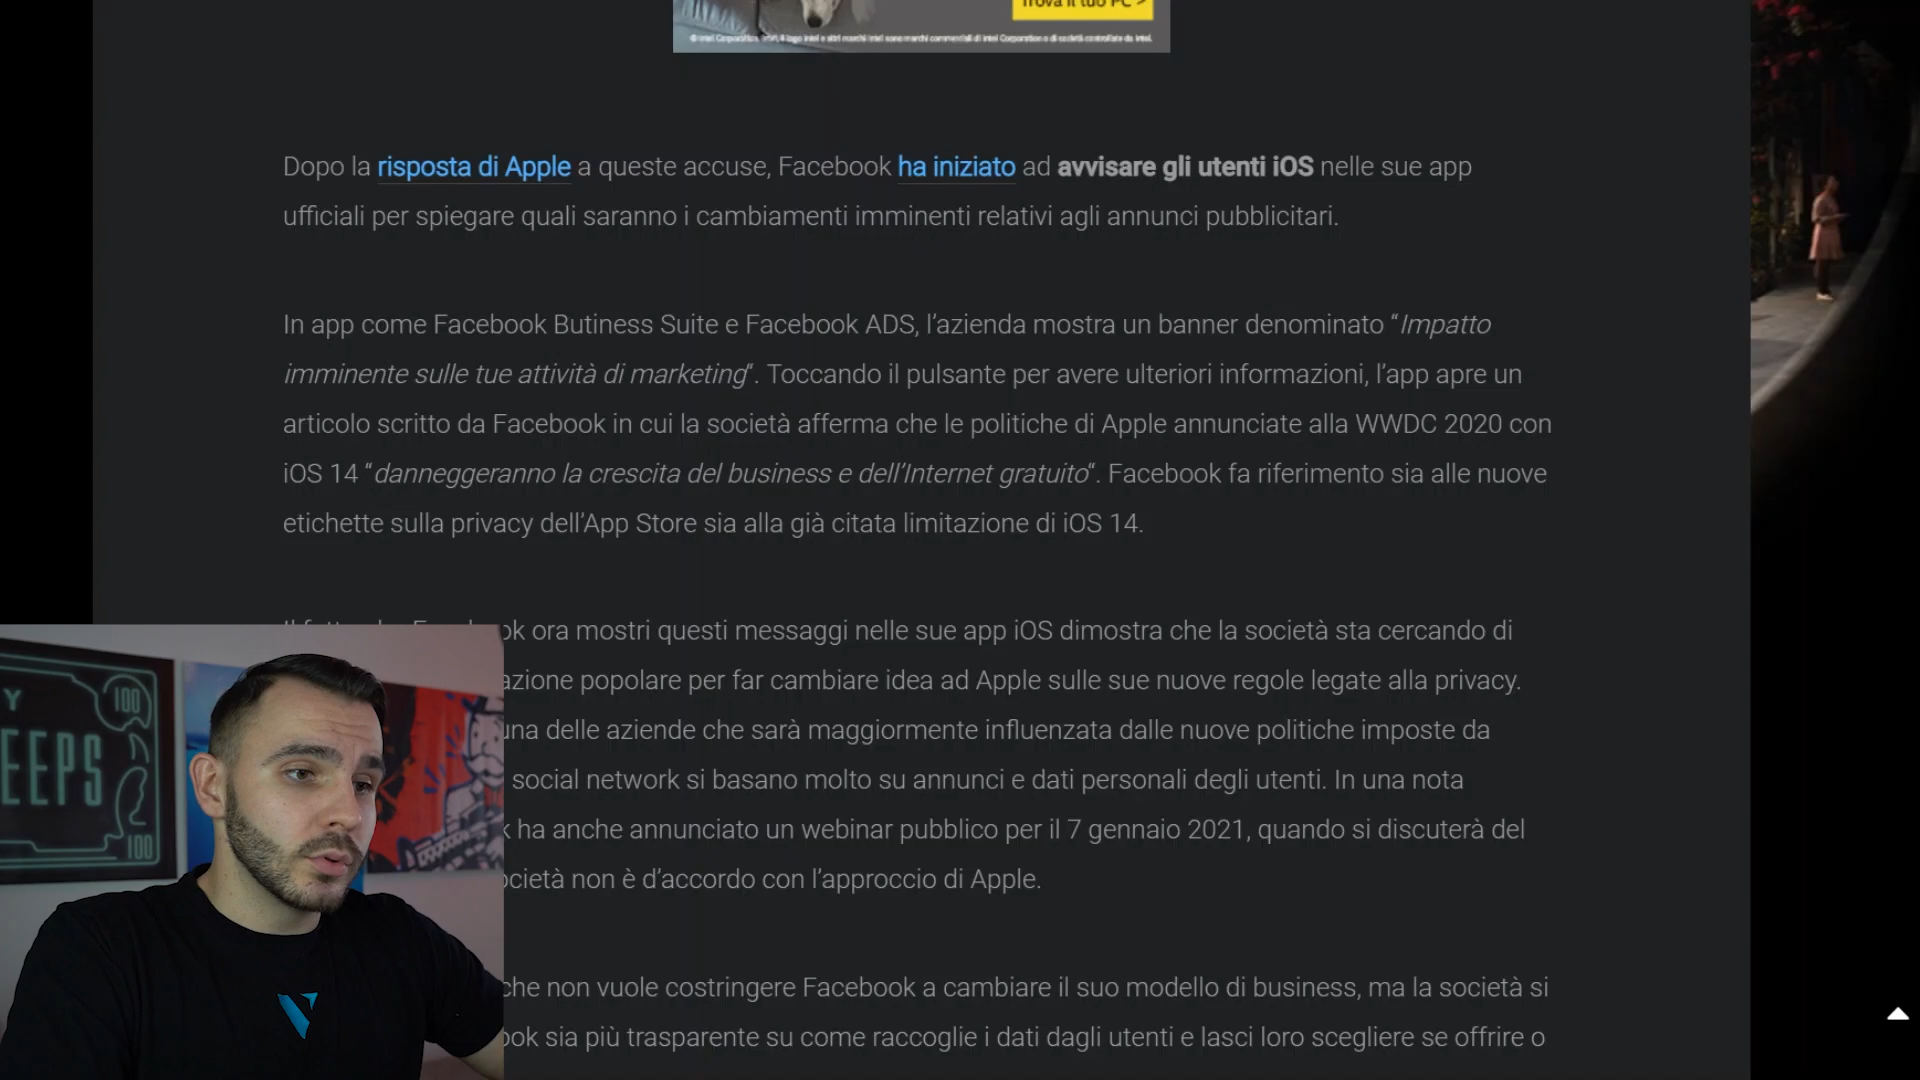 Trova il tuo PC >
Dopo la risposta di Apple a queste accuse, Facebook ha iniziato ad avvisare gli utenti iOS nelle sue app
ufficiali per spiegare quali saranno i cambiamenti imminenti relativi agli annunci pubblicitari.
In app come Facebook Butiness Suite e Facebook ADS, l’azienda mostra un banner denominato “Impatto
imminente sulle tue attività di marketing“. Toccando il pulsante per avere ulteriori informazioni, l’app apre un
articolo scritto da Facebook in cui la società afferma che le politiche di Apple annunciate alla WWDC 2020 con
iOS 14 “danneggeranno la crescita del business e dell’Internet gratuito“. Facebook fa riferimento sia alle nuove
etichette sulla privacy dell’App Store sia alla già citata limitazione di iOS 14.
ora mostri questi messaggi nelle sue app iOS dimostra che la società sta cercando di
azione popolare per far cambiare idea ad Apple sulle sue nuove regole legate alla privacy.
una delle aziende che sarà maggiormente influenzata dalle nuove politiche imposte da
social network si basano molto su annunci e dati personali degli utenti. In una nota
k ha anche annunciato un webinar pubblico per il 7 gennaio 2021, quando si discuterà del
ocietà non è d’accordo con l’approccio di Apple.
che non vuole costringere Facebook a cambiare il suo modello di business, ma la società si
ook sia più trasparente su come raccoglie i dati dagli utenti e lasci loro scegliere se offrire o
Y 100
EEPS
100